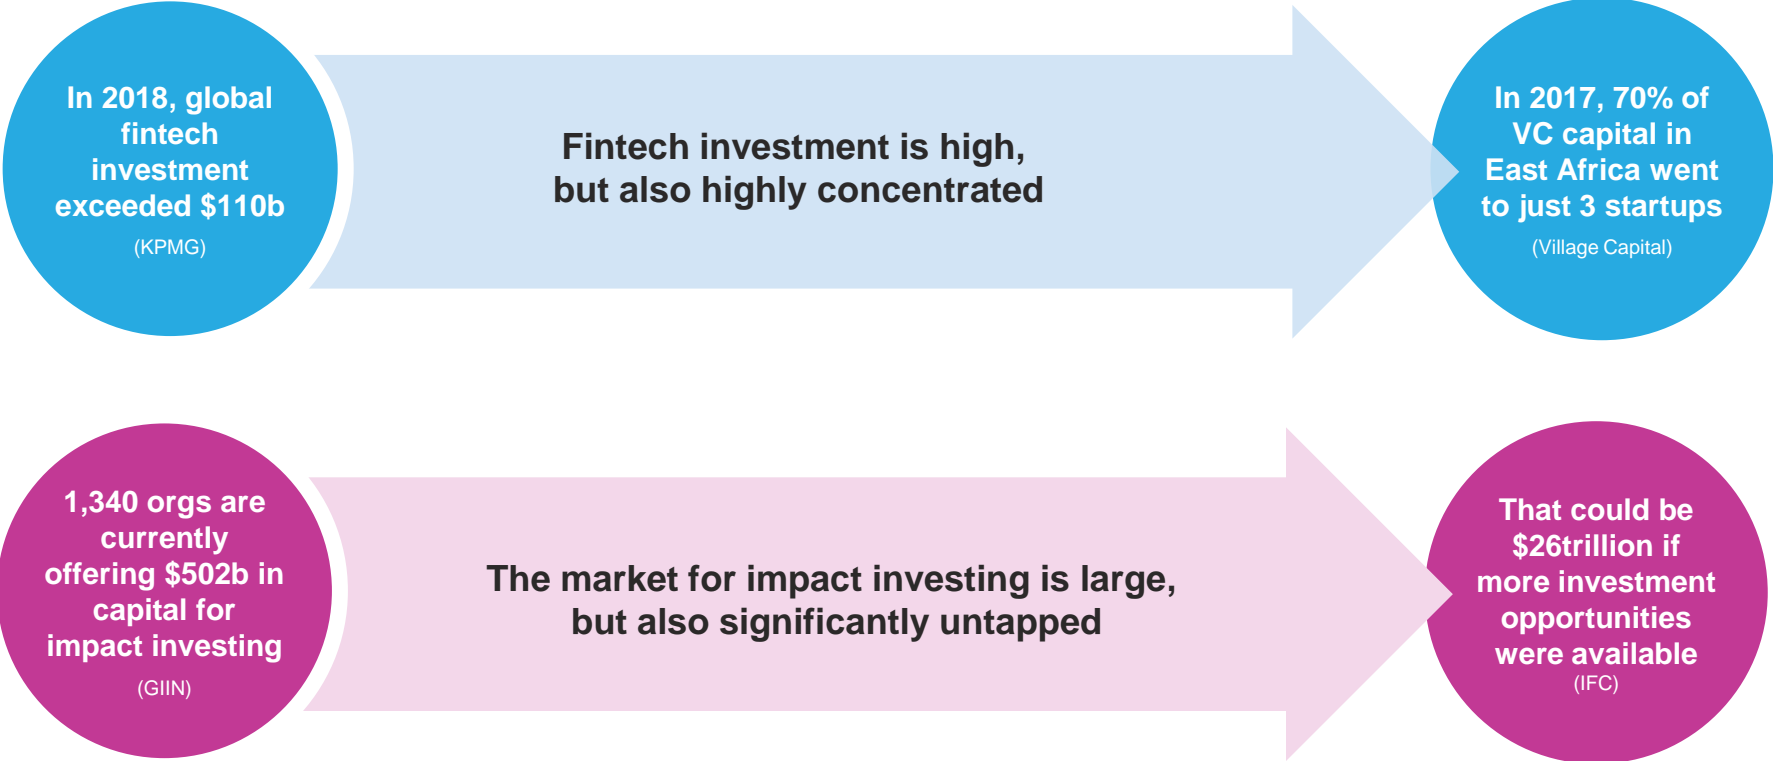 In 2018, global
fintech
investment
exceeded $110b
(KPMG)
Fintech investment is high,
but also highly concentrated
In 2017, 70% of
VC capital in
East Africa went
to just 3 startups
(Village Capital)
1,340 orgs are
currently
offering $502b in
capital for
impact investing
(GIIN)
The market for impact investing is large,
but also significantly untapped
That could be
$26trillion if
more investment
opportunities
were available
(IFC)